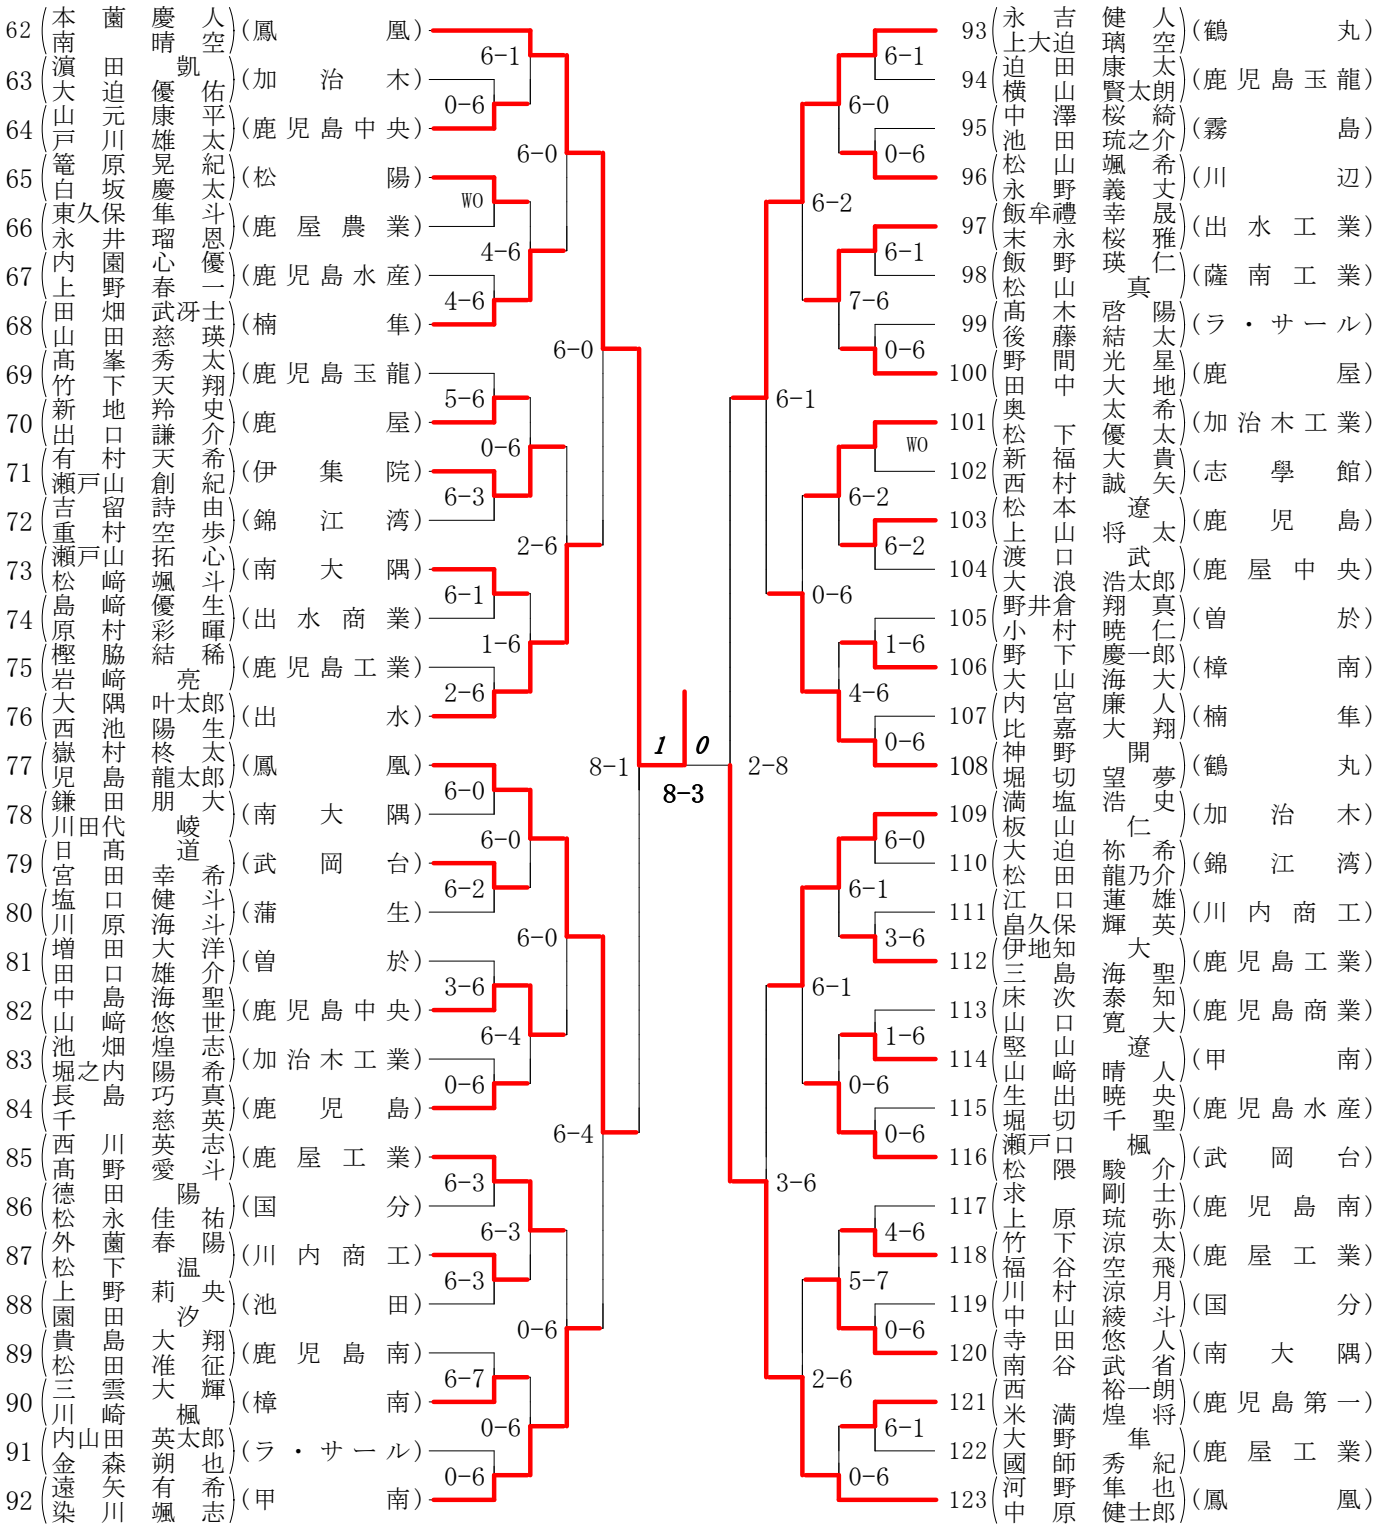 62 本薗慶人 南晴空 (鳳凰)
63 濵田凱 大迫優佑 (加治木)
64 山元康平 戸川雄太 (鹿児島中央)
65 篭原晃紀 白坂慶太 (松陽)
66 東久保隼斗 永井瑠恩 (鹿屋農業)
67 内園心優 上野春一 (鹿児島水産)
68 田畑武冴士 山田慈瑛 (楠隼)
69 髙峯秀太 竹下天翔 (鹿児島玉龍)
70 新地羚史 出口謙介 (鹿屋)
71 有村天希 瀬戸山創紀 (伊集院)
72 吉留詩由 重村空歩 (錦江湾)
73 瀬戸山拓心 松﨑颯斗 (南大隅)
74 島﨑優生 原村彩暉 (出水商業)
75 樫脇結稀 岩﨑亮 (鹿児島工業)
76 大隅叶太郎 西池陽生 (出水)
77 嶽村柊太 児島龍太郎 (鳳凰)
78 鎌田朋大 川田代崚 (南大隅)
79 日髙道 宮田幸希 (武岡台)
80 塩口健斗 川原海斗 (蒲生)
81 増田大洋 田口雄介 (曽於)
82 中島海聖 山﨑悠世 (鹿児島中央)
83 池畑煌志 堀之内陽希 (加治木工業)
84 長島巧真 千慈英 (鹿児島)
85 西川英志 髙野愛斗 (鹿屋工業)
86 德田陽 松永佳祐 (国分)
87 外薗春陽 松下温 (川内商工)
88 上野莉央 園田汐 (池田)
89 貴島大翔 松田准征 (鹿児島南)
90 三雲大輝 川崎楓 (樟南)
91 内山田英太郎 金森朔也 (ラ・サール)
92 遠矢有希 染川颯志 (甲南)
6-1
0-6
6-0
WO
4-6
4-6
6-0
5-6
0-6
6-3
2-6
6-1
1-6
2-6
8-1
6-0
6-0
6-2
6-0
3-6
6-4
0-6
6-4
6-3
6-3
6-3
0-6
6-7
0-6
0-6
1 0
8-3
6-1
6-0
0-6
6-2
6-1
7-6
0-6
6-1
WO
6-2
6-2
0-6
1-6
4-6
0-6
2-8
6-0
6-1
3-6
6-1
1-6
0-6
0-6
3-6
4-6
5-7
0-6
2-6
6-1
0-6
93 永吉健人 上大迫璃空 (鶴丸)
94 迫田康太 横山賢太朗 (鹿児島玉龍)
95 中澤桜綺 池田琉之介 (霧島)
96 松山颯希 永野義丈 (川辺)
97 飯牟禮幸晟 末永桜雅 (出水工業)
98 飯野瑛仁 松山真 (薩南工業)
99 髙木啓陽 後藤結太 (ラ・サール)
100 野間光星 田中大地 (鹿屋)
101 奥太希 松下優太 (加治木工業)
102 新福大貴 西村誠矢 (志學館)
103 松本遼 上山将太 (鹿児島)
104 渡口武 大浪浩太郎 (鹿屋中央)
105 野井倉翔真 小村暁仁 (曽於)
106 野下慶一郎 大山海大 (樟南)
107 内宮廉人 比嘉大翔 (楠隼)
108 神野開 堀切望夢 (鶴丸)
109 満塩浩史 板山仁 (加治木)
110 大迫祢希 松田龍乃介 (錦江湾)
111 江口蓮雄 畠久保輝英 (川内商工)
112 伊地知大 三島海聖 (鹿児島工業)
113 床次泰知 山口寛大 (鹿児島商業)
114 竪山遼 山﨑晴人 (甲南)
115 生出暁央 堀切千聖 (鹿児島水産)
116 瀬戸口楓 松隈駿介 (武岡台)
117 求剛士 上原琉弥 (鹿児島南)
118 竹下涼太 福谷空飛 (鹿屋工業)
119 川村涼月 中山綾斗 (国分)
120 寺田悠人 南谷武省 (南大隅)
121 西裕一朗 米満煌将 (鹿児島第一)
122 大野隼 國師秀紀 (鹿屋工業)
123 河野隼也 中原健士郎 (鳳凰)